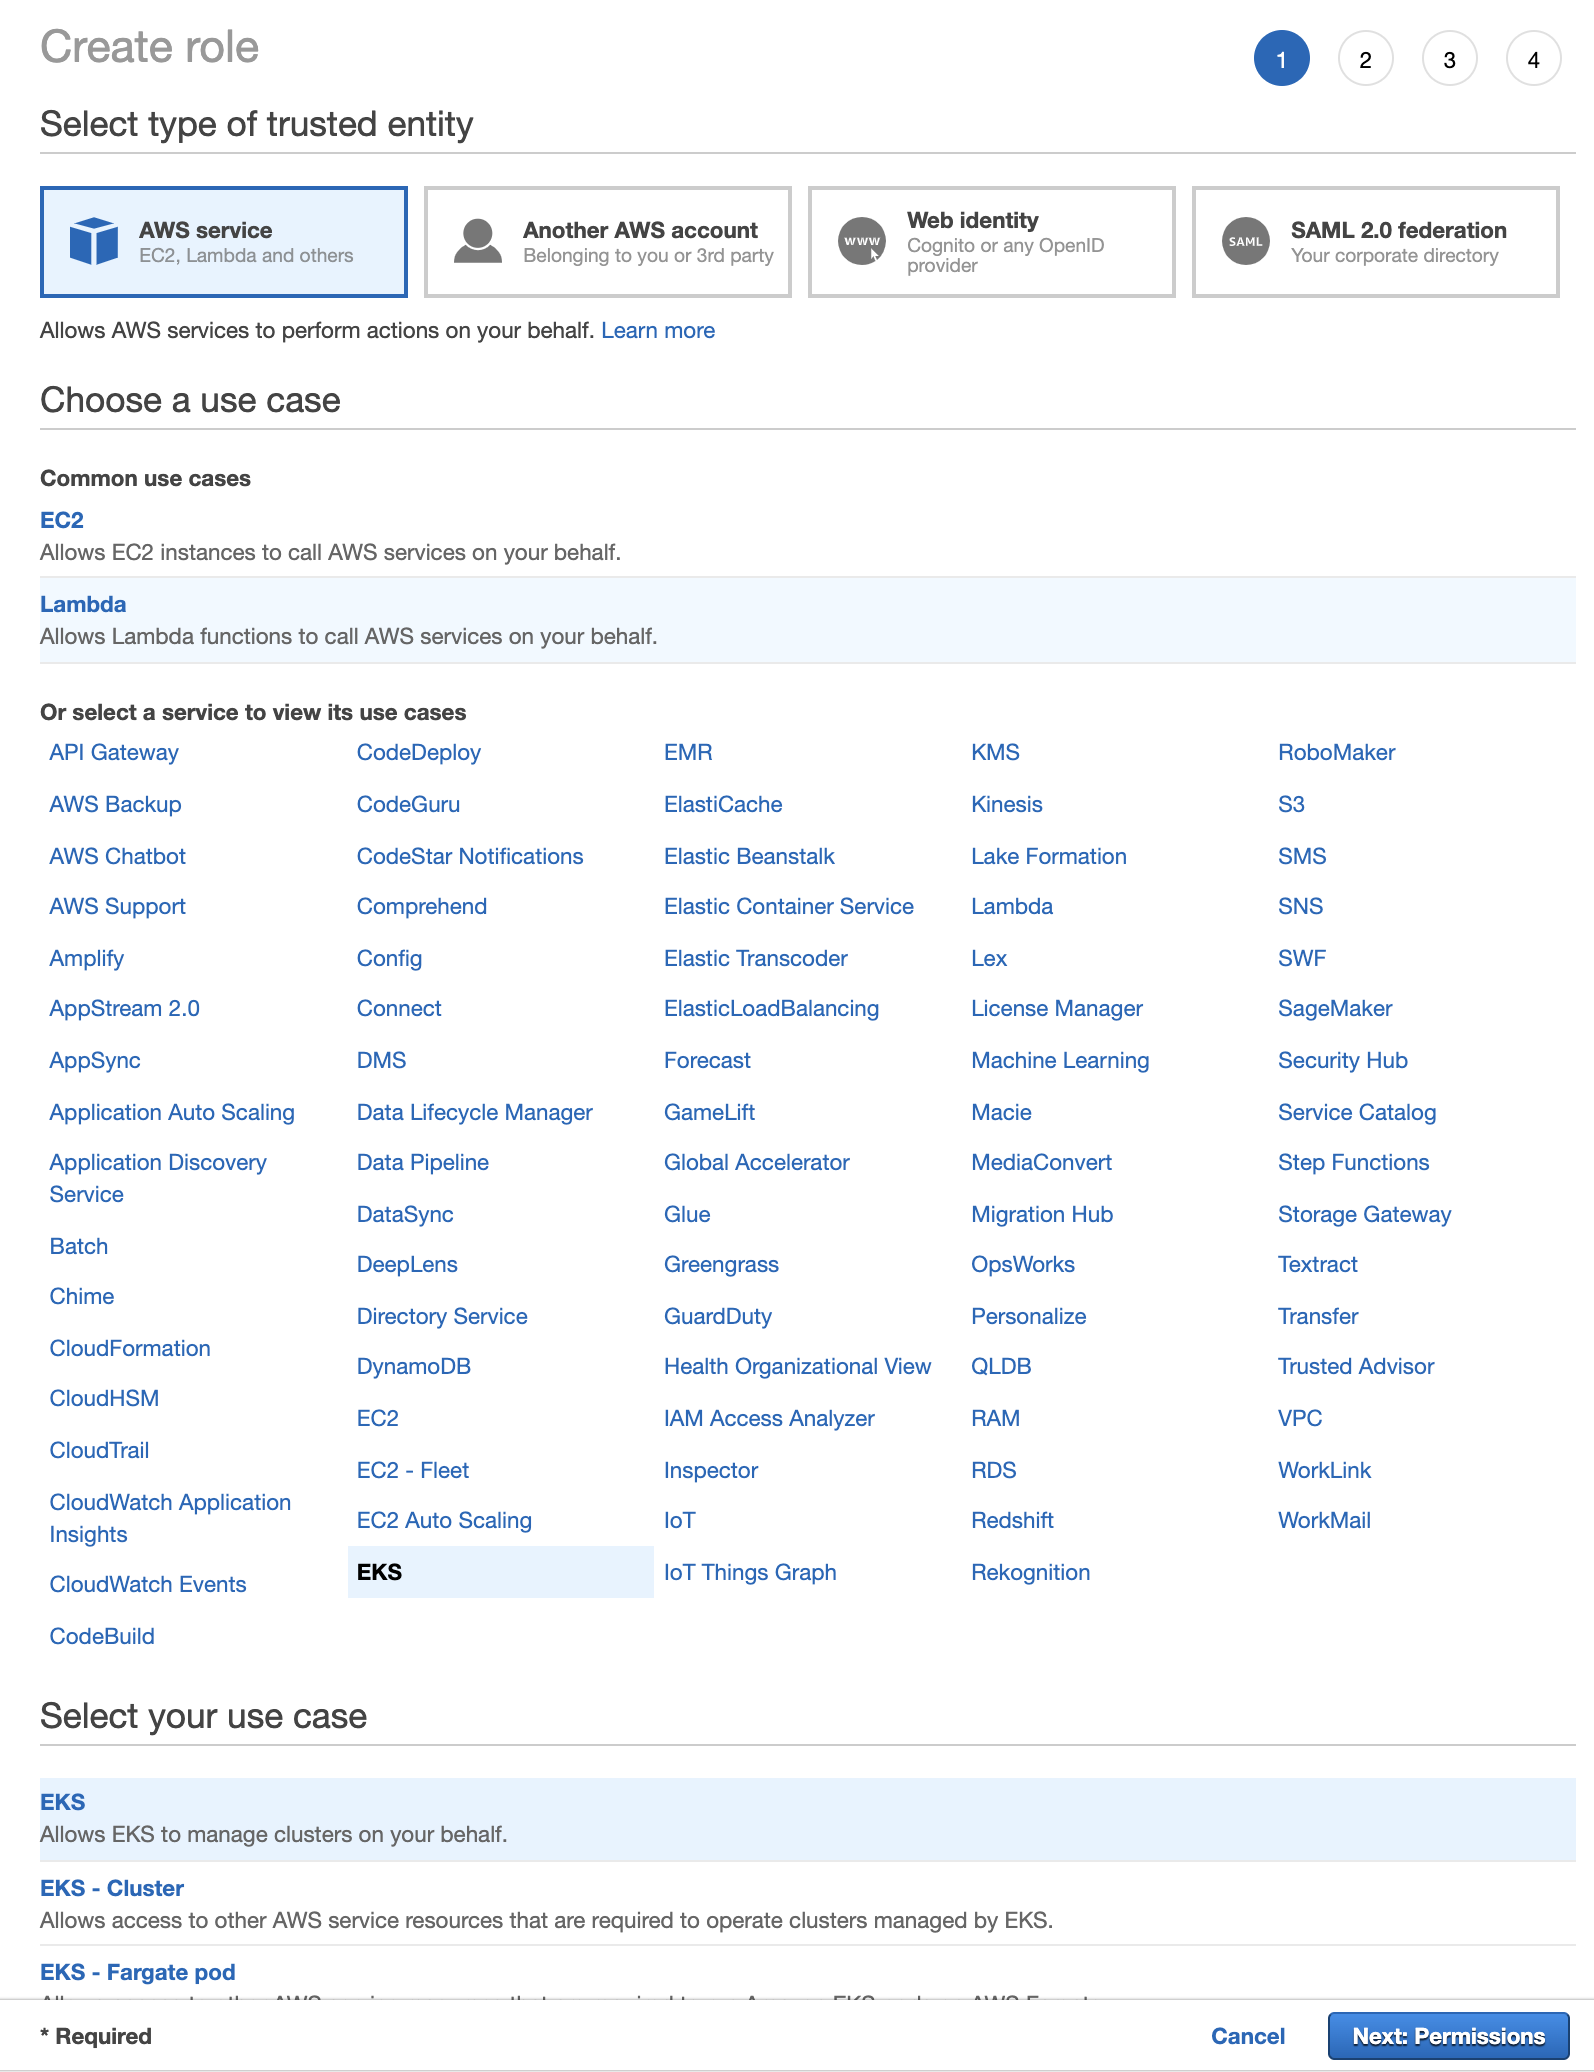 Create role
1 2 3 4
Select type of trusted entity
AWS service
EC2, Lambda and others
Another AWS account
Belonging to you or 3rd party
WWW
Web identity
Cognito or any OpenID
provider
SAML
SAML 2.0 federation
Your corporate directory
Allows AWS services to perform actions on your behalf. Learn more
Choose a use case
Common use cases
EC2
Allows EC2 instances to call AWS services on your behalf.
Lambda
Allows Lambda functions to call AWS services on your behalf.
Or select a service to view its use cases
API Gateway
AWS Backup
AWS Chatbot
AWS Support
Amplify
AppStream 2.0
AppSync
Application Auto Scaling
Application Discovery
Service
Batch
Chime
CloudFormation
CloudHSM
CloudTrail
CloudWatch Application
Insights
CloudWatch Events
CodeBuild
CodeDeploy
CodeGuru
CodeStar Notifications
Comprehend
Config
Connect
DMS
Data Lifecycle Manager
Data Pipeline
DataSync
DeepLens
Directory Service
DynamoDB
EC2
EC2 - Fleet
EC2 Auto Scaling
EKS
EMR
ElastiCache
Elastic Beanstalk
Elastic Container Service
Elastic Transcoder
ElasticLoadBalancing
Forecast
GameLift
Global Accelerator
Glue
Greengrass
GuardDuty
Health Organizational View
IAM Access Analyzer
Inspector
IoT
IoT Things Graph
KMS
Kinesis
Lake Formation
Lambda
Lex
License Manager
Machine Learning
Macie
MediaConvert
Migration Hub
OpsWorks
Personalize
QLDB
RAM
RDS
Redshift
Rekognition
RoboMaker
S3
SMS
SNS
SWF
SageMaker
Security Hub
Service Catalog
Step Functions
Storage Gateway
Textract
Transfer
Trusted Advisor
VPC
WorkLink
WorkMail
Select your use case
EKS
Allows EKS to manage clusters on your behalf.
EKS - Cluster
Allows access to other AWS service resources that are required to operate clusters managed by EKS.
EKS - Fargate pod
* Required
Cancel
Next: Permissions